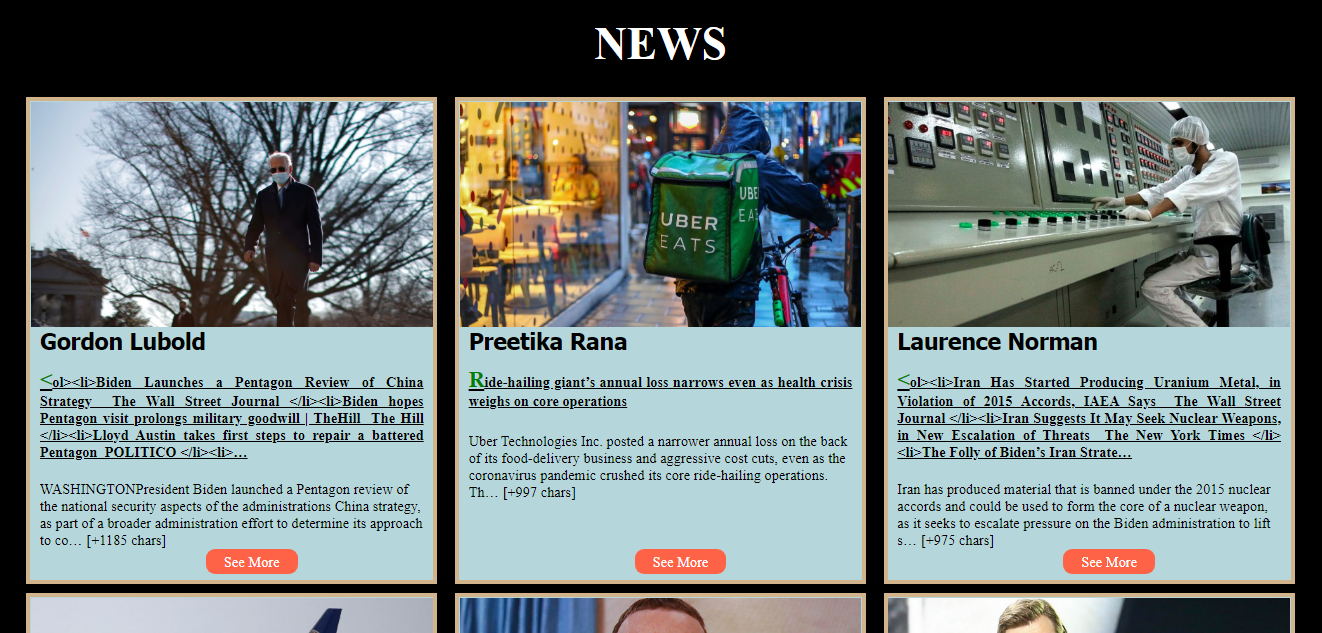 NEWS
UBER
EATS
UBE
EA
Gordon Lubold
<ol><li>Biden Launches a Pentagon Review of China
Strategy  The Wall Street Journal </li><li>Biden hopes
Pentagon visit prolongs military goodwill | TheHill  The Hill
</li><li>Lloyd Austin takes first steps to repair a battered
Pentagon  POLITICO </li><li>…
WASHINGTONPresident Biden launched a Pentagon review of
the national security aspects of the administrations China strategy,
as part of a broader administration effort to determine its approach
to co… [+1185 chars]
See More
Preetika Rana
Ride-hailing giant’s annual loss narrows even as health crisis
weighs on core operations
Uber Technologies Inc. posted a narrower annual loss on the back
of its food-delivery business and aggressive cost cuts, even as the
coronavirus pandemic crushed its core ride-hailing operations.
Th… [+997 chars]
See More
Laurence Norman
<ol><li>Iran Has Started Producing Uranium Metal, in
Violation of 2015 Accords, IAEA Says  The Wall Street
Journal </li><li>Iran Suggests It May Seek Nuclear Weapons,
in New Escalation of Threats  The New York Times </li>
<li>The Folly of Biden’s Iran Strate…
Iran has produced material that is banned under the 2015 nuclear
accords and could be used to form the core of a nuclear weapon,
as it seeks to escalate pressure on the Biden administration to lift
s… [+975 chars]
See More